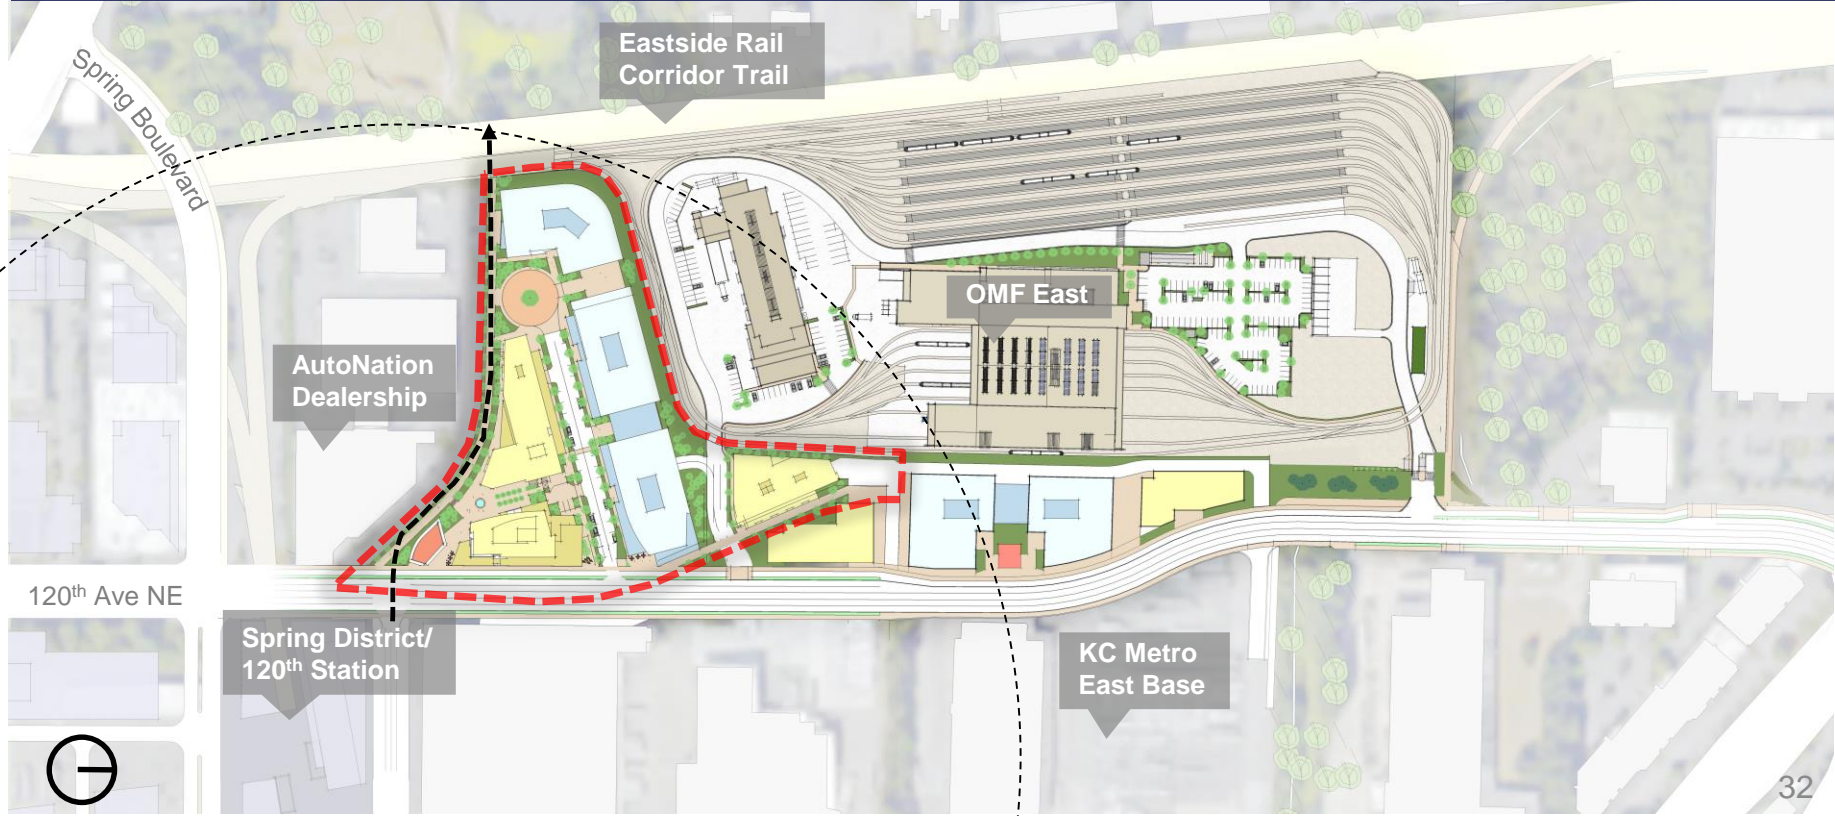 Eastside Rail
Corridor Trail
Spring Boulevard
OMF East
AutoNation
Dealership
120th Ave NE
Spring District/
120th Station
KC Metro
East Base
32